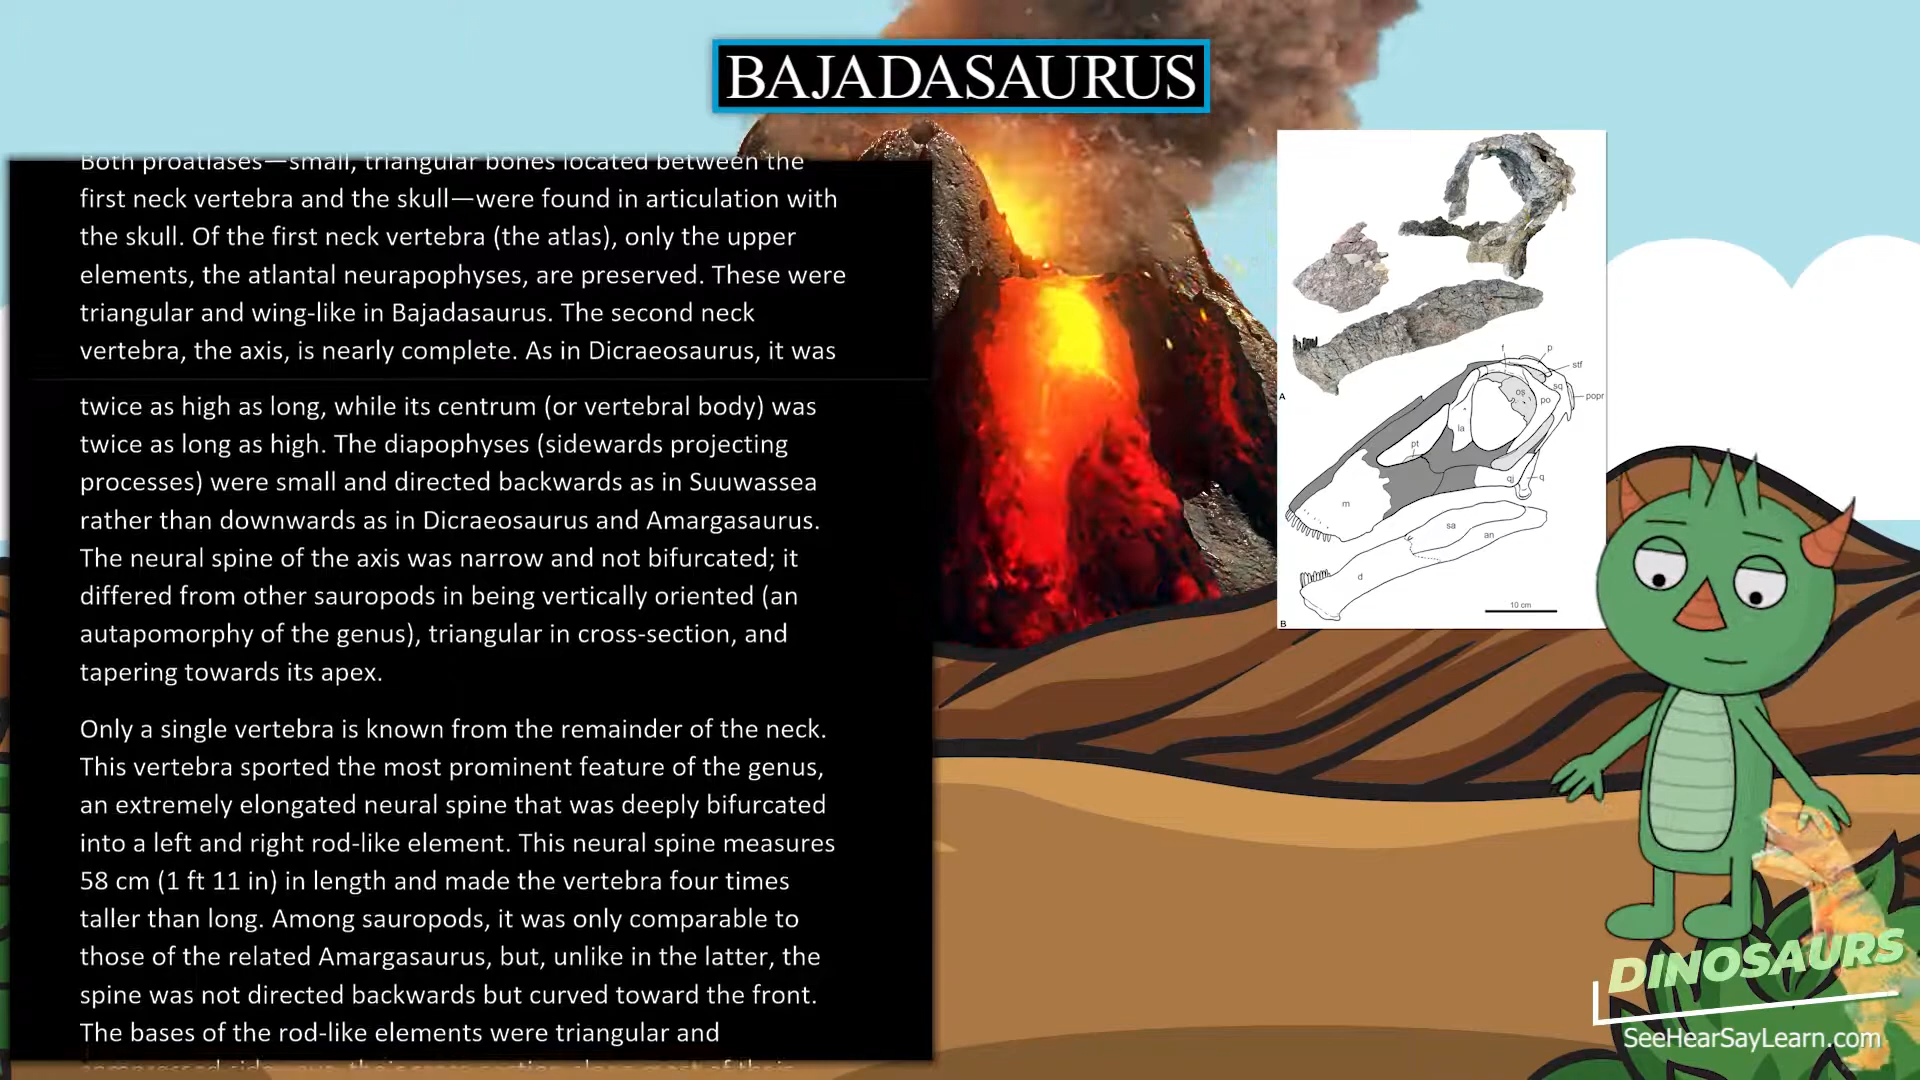 BAJADASAURUS
Both proatlases—small, triangular bones located between the
first neck vertebra and the skull—were found in articulation with
the skull. Of the first neck vertebra (the atlas), only the upper
elements, the atlantal neurapophyses, are preserved. These were
triangular and wing-like in Bajadasaurus. The second neck
vertebra, the axis, is nearly complete. As in Dicraeosaurus, it was
twice as high as long, while its centrum (or vertebral body) was
twice as long as high. The diapophyses (sidewards projecting
processes) were small and directed backwards as in Suuwassea
rather than downwards as in Dicraeosaurus and Amargasaurus.
The neural spine of the axis was narrow and not bifurcated; it
differed from other sauropods in being vertically oriented (an
autapomorphy of the genus), triangular in cross-section, and
tapering towards its apex.
Only a single vertebra is known from the remainder of the neck.
This vertebra sported the most prominent feature of the genus,
an extremely elongated neural spine that was deeply bifurcated
into a left and right rod-like element. This neural spine measures
58 cm (1 ft 11 in) in length and made the vertebra four times
taller than long. Among sauropods, it was only comparable to
those of the related Amargasaurus, but, unlike in the latter, the
spine was not directed backwards but curved toward the front.
The bases of the rod-like elements were triangular and
A
f
p
stf
sq
os
po
popr
la
pt
qj
q
m
sa
an
d
10 cm
B
DINOSAURS
SeeHearSayLearn.com